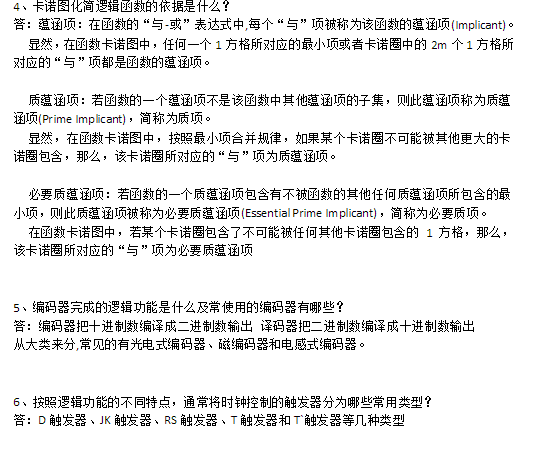 4、卡诺图化简逻辑函数的依据是什么？
答：蕴涵项：在函数的“与-或”表达式中,每个“与”项被称为该函数的蕴涵项(Implicant)。
显然，在函数卡诺图中，任何一个 1 方格所对应的最小项或者卡诺圈中的 2m 个 1 方格所
对应的“与”项都是函数的蕴涵项。
质蕴涵项：若函数的一个蕴涵项不是该函数中其他蕴涵项的子集，则此蕴涵项称为质蕴
涵项(Prime Implicant)，简称为质项。
显然，在函数卡诺图中，按照最小项合并规律，如果某个卡诺圈不可能被其他更大的卡
诺圈包含，那么，该卡诺圈所对应的“与”项为质蕴涵项。
必要质蕴涵项：若函数的一个质蕴涵项包含有不被函数的其他任何质蕴涵项所包含的最
小项，则此质蕴涵项被称为必要质蕴涵项(Essential Prime Implicant)，简称为必要质项。
在函数卡诺图中，若某个卡诺圈包含了不可能被任何其他卡诺圈包含的 1 方格，那么，
该卡诺圈所对应的“与”项为必要质蕴涵项
5、编码器完成的逻辑功能是什么及常使用的编码器有哪些？
答：编码器把十进制数编译成二进制数输出 译码器把二进制数编译成十进制数输出
从大类来分,常见的有光电式编码器、磁编码器和电感式编码器。
6、按照逻辑功能的不同特点，通常将时钟控制的触发器分为哪些常用类型？
答：D 触发器、JK 触发器、RS 触发器、T 触发器和 T`触发器等几种类型